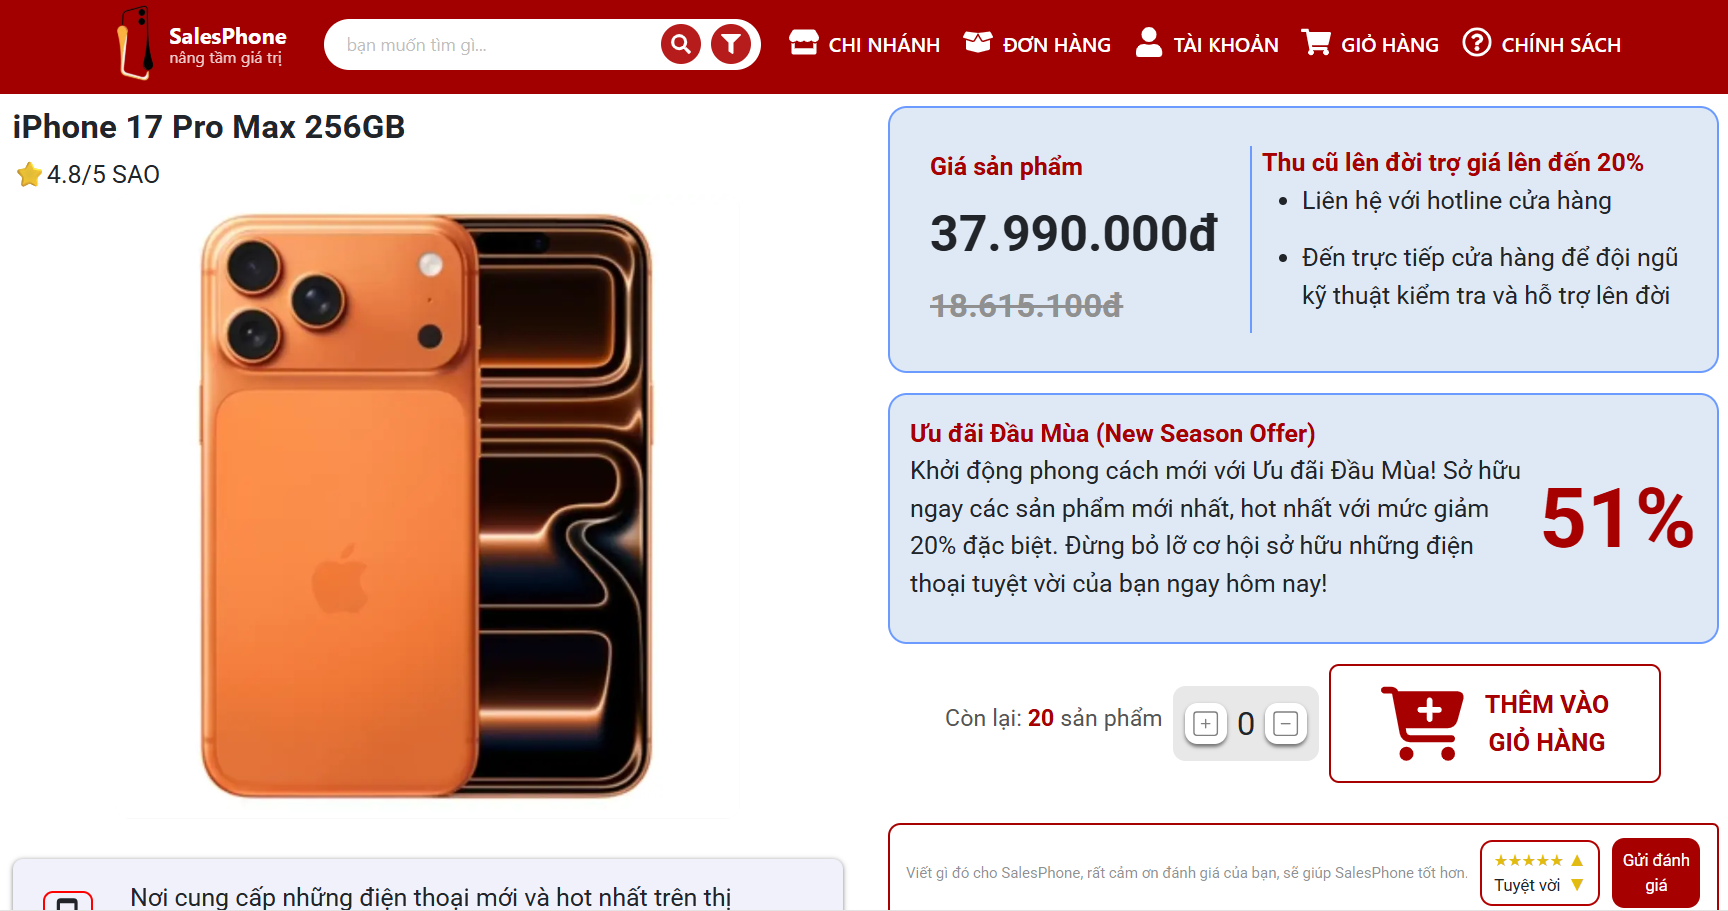 SalesPhone
nâng tầm giá trị
bạn muốn tìm gì...
CHI NHÁNH
ĐƠN HÀNG
TÀI KHOẢN
GIỎ HÀNG
CHÍNH SÁCH
iPhone 17 Pro Max 256GB
4.8/5 SAO
Giá sản phẩm
37.990.000đ
18.615.100đ
Thu cũ lên đời trợ giá lên đến 20%
Liên hệ với hotline cửa hàng
Đến trực tiếp cửa hàng để đội ngũ
kỹ thuật kiểm tra và hỗ trợ lên đời
Ưu đãi Đầu Mùa (New Season Offer)
Khởi động phong cách mới với Ưu đãi Đầu Mùa! Sở hữu
ngay các sản phẩm mới nhất, hot nhất với mức giảm
20% đặc biệt. Đừng bỏ lỡ cơ hội sở hữu những điện
thoại tuyệt vời của bạn ngay hôm nay!
51%
Còn lại: 20 sản phẩm
0
THÊM VÀO
GIỎ HÀNG
Viết gì đó cho SalesPhone, rất cảm ơn đánh giá của bạn, sẽ giúp SalesPhone tốt hơn.
★★★★★
Tuyệt vời
Gửi đánh
giá
Nơi cung cấp những điện thoại mới và hot nhất trên thị